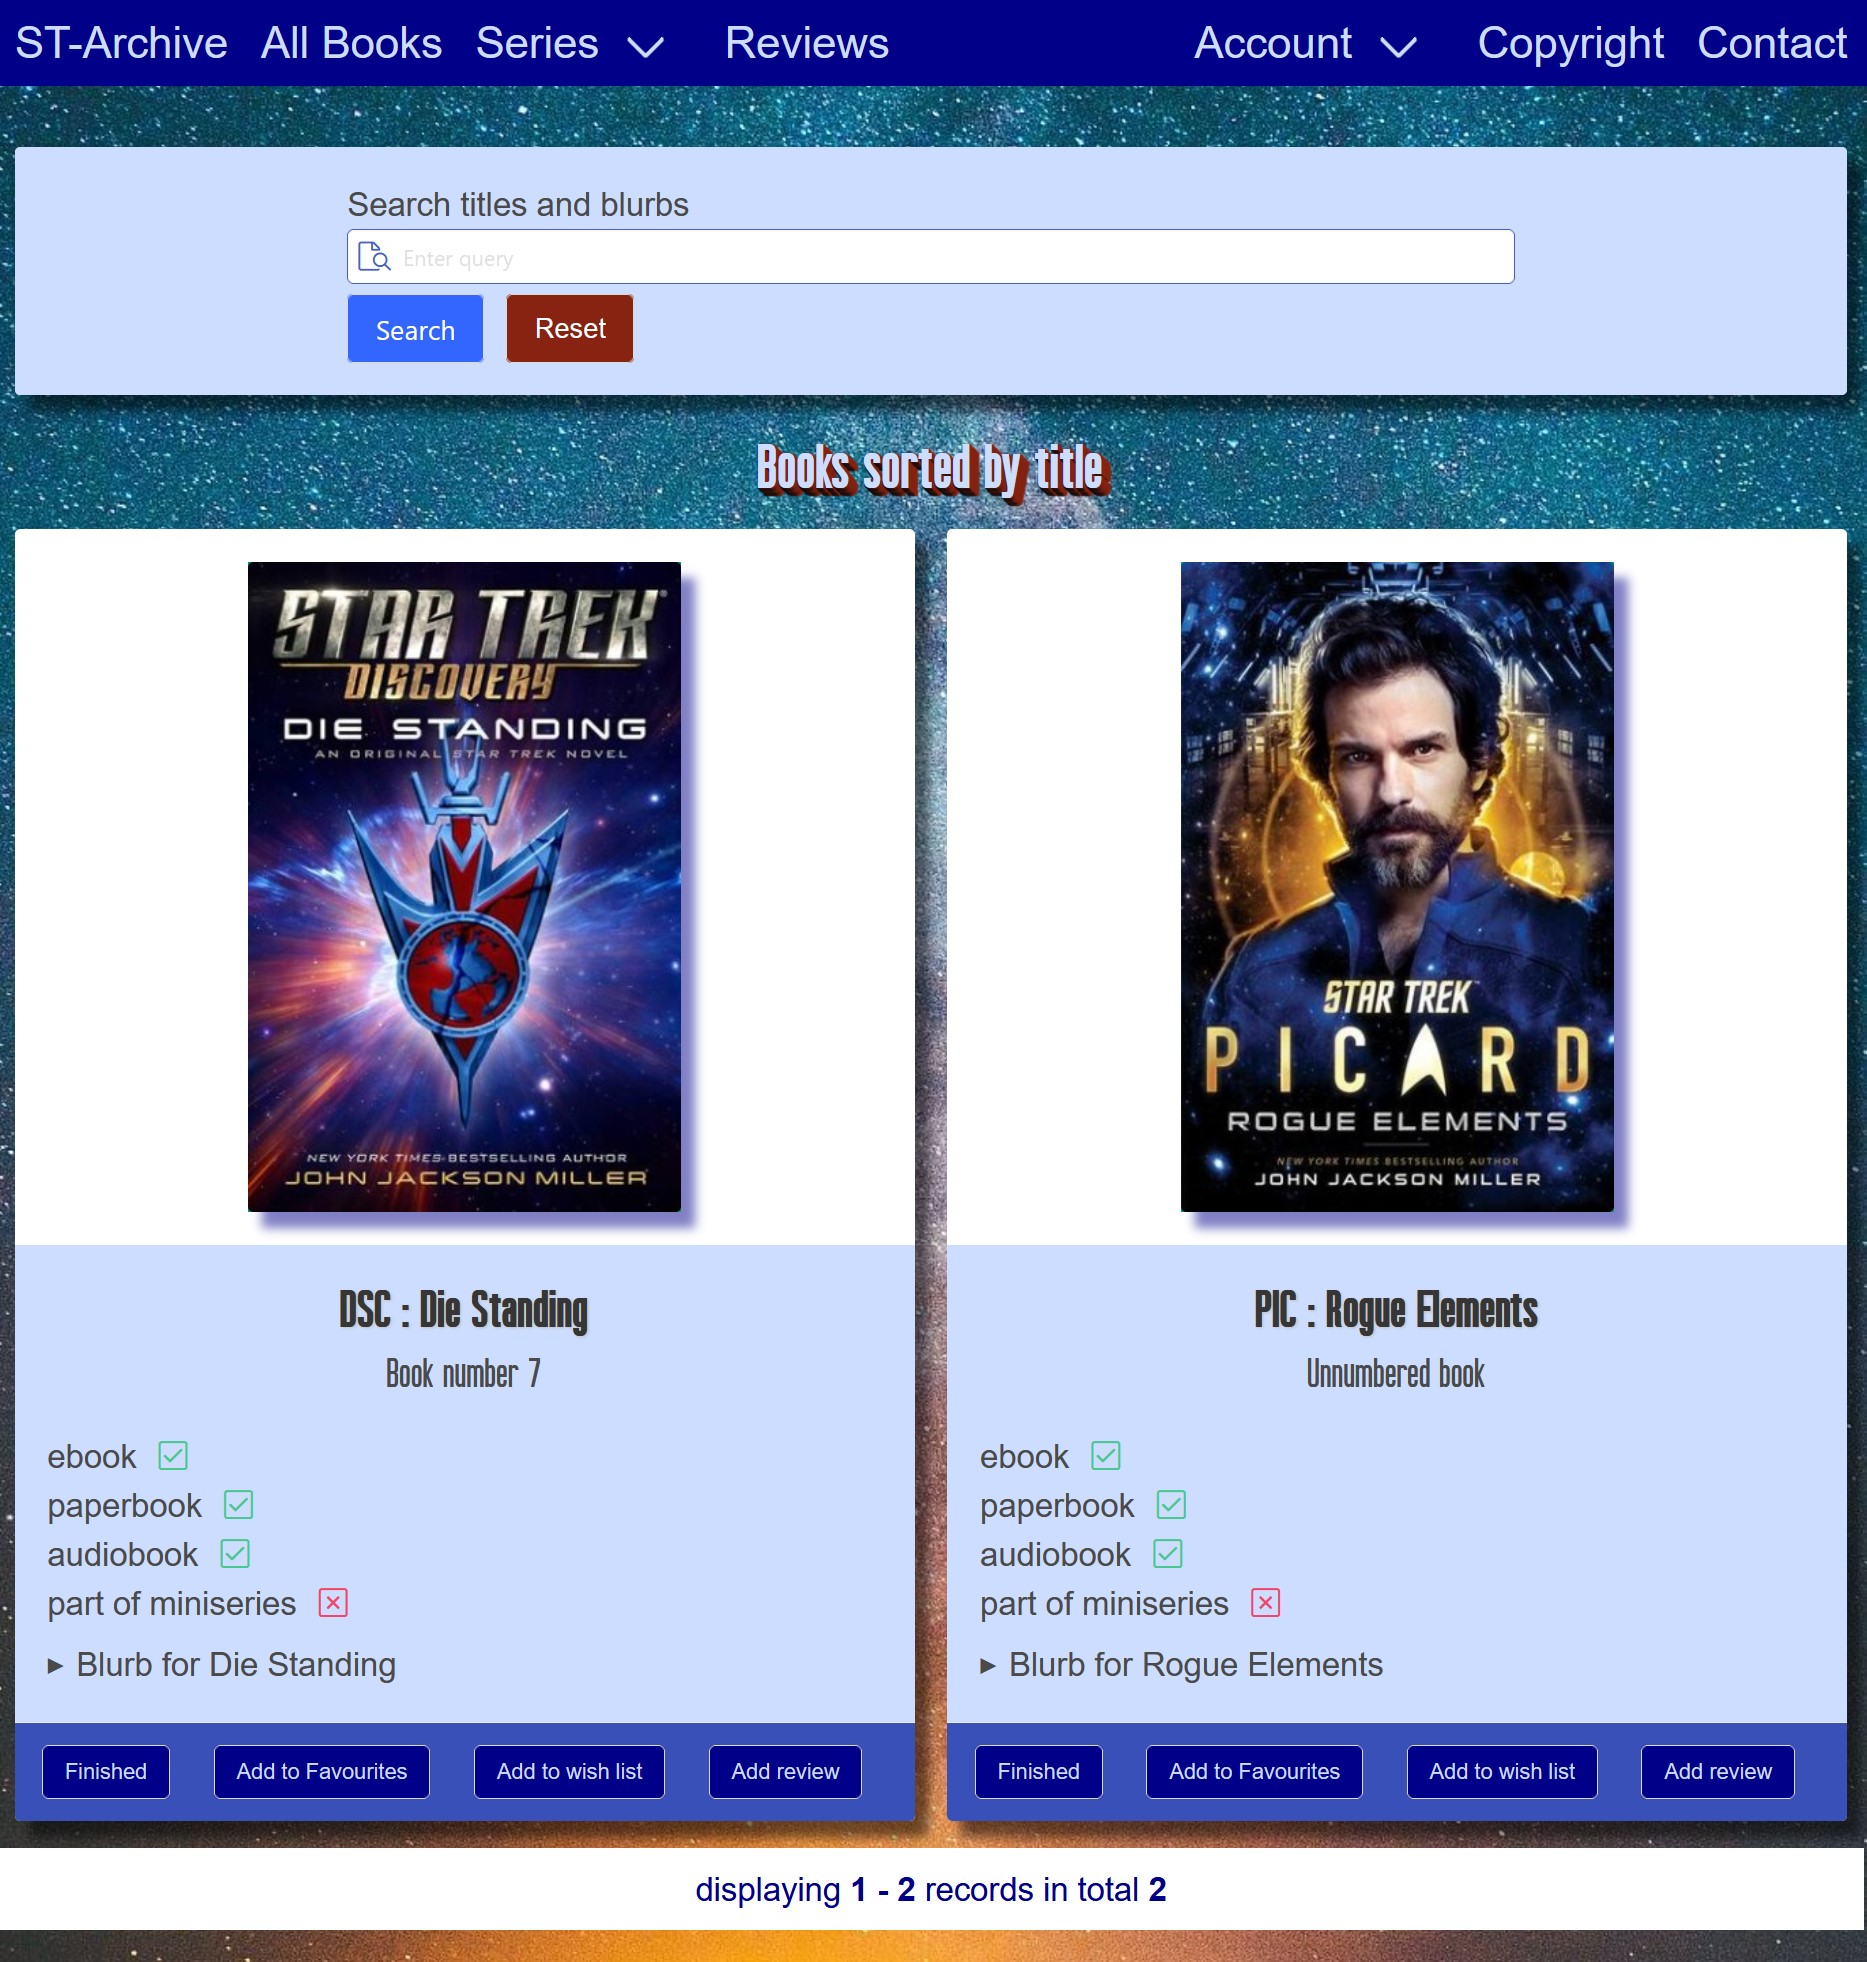 ST-Archive All Books Series Reviews Account Copyright Contact
Search titles and blurbs
Enter query
Search Reset
Books sorted by title
STAR TREK
DISCOVERY
DIE STANDING
AN ORIGINAL STAR TREK NOVEL
NEW YORK TIMES BESTSELLING AUTHOR
JOHN JACKSON MILLER
DSC : Die Standing
Book number 7
ebook
paperbook
audiobook
part of miniseries
Blurb for Die Standing
Finished Add to Favourites Add to wish list Add review
STAR TREK
PICARD
ROGUE ELEMENTS
NEW YORK TIMES BESTSELLING AUTHOR
JOHN JACKSON MILLER
PIC : Rogue Elements
Unnumbered book
ebook
paperbook
audiobook
part of miniseries
Blurb for Rogue Elements
Finished Add to Favourites Add to wish list Add review
displaying 1 - 2 records in total 2